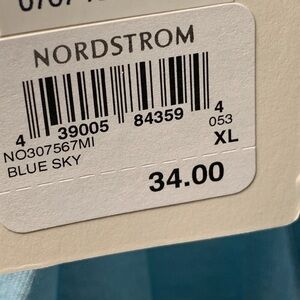 NORDSTROM
4 39005 84359 4
053
NO307567MI XL
BLUE SKY
34.00